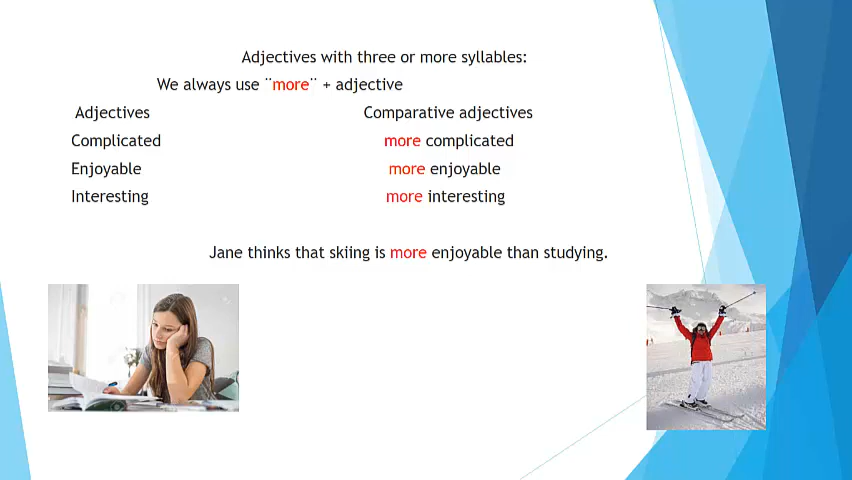 Adjectives with three or more syllables:
We always use ¨more¨ + adjective
Adjectives Comparative adjectives
Complicated more complicated
Enjoyable more enjoyable
Interesting more interesting
Jane thinks that skiing is more enjoyable than studying.